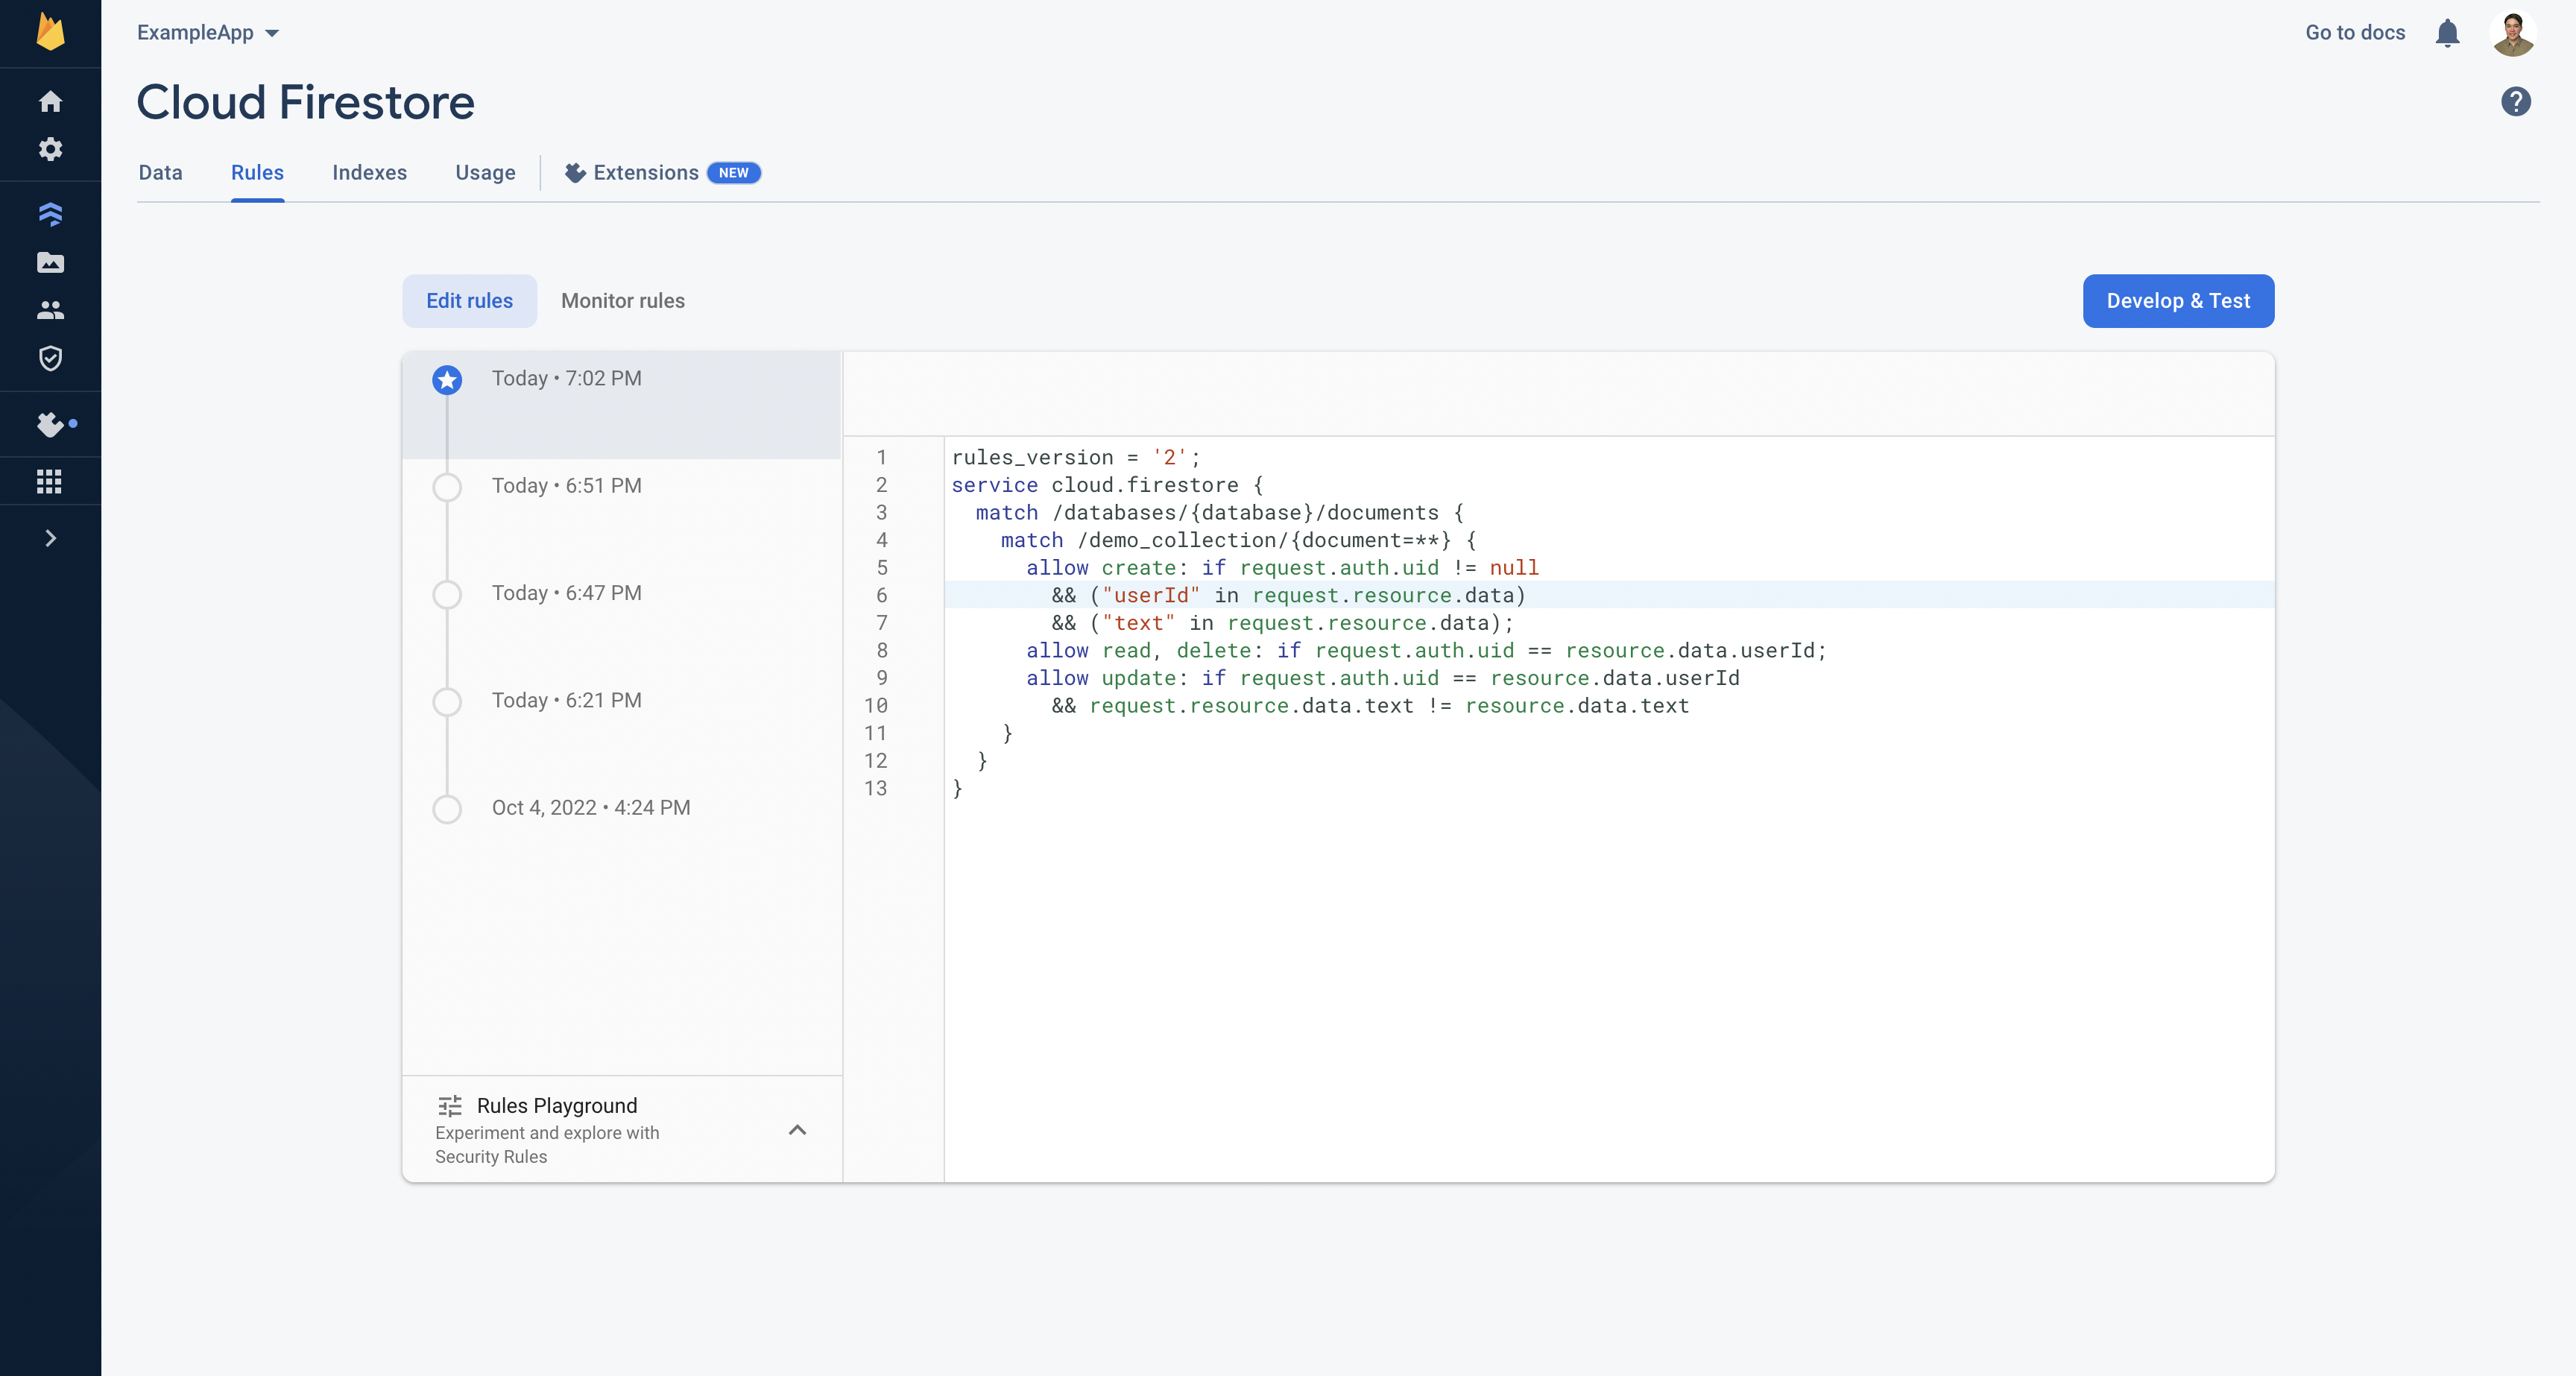 ExampleApp
Go to docs
Cloud Firestore
Data Rules Indexes Usage Extensions NEW
Edit rules Monitor rules
Develop & Test
Today • 7:02 PM
Today • 6:51 PM
Today • 6:47 PM
Today • 6:21 PM
Oct 4, 2022 • 4:24 PM
Rules Playground
Experiment and explore with
Security Rules
1 rules_version = '2';
2 service cloud.firestore {
3   match /databases/{database}/documents {
4     match /demo_collection/{document=**} {
5       allow create: if request.auth.uid != null
6         && ("userId" in request.resource.data)
7         && ("text" in request.resource.data);
8       allow read, delete: if request.auth.uid == resource.data.userId;
9       allow update: if request.auth.uid == resource.data.userId
10         && request.resource.data.text != resource.data.text
11     }
12   }
13 }